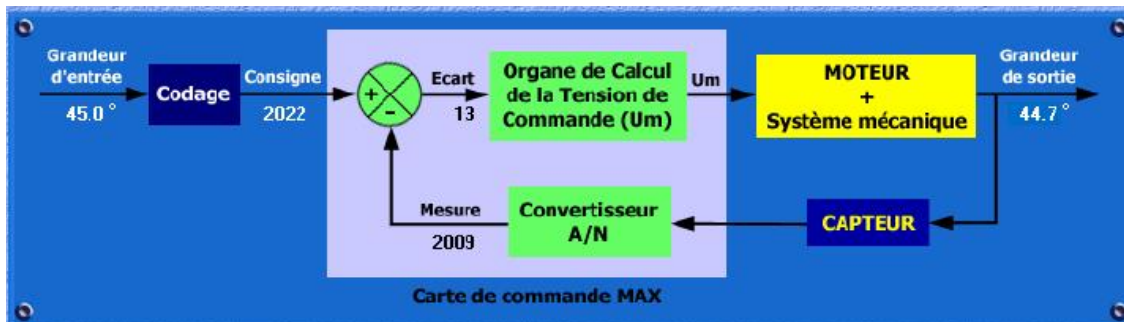 Grandeur
d'entrée
45.0 °
Codage
Consigne
2022
+
-
Ecart
13
Organe de Calcul
de la Tension de
Commande (Um)
Um
MOTEUR
+
Système mécanique
Grandeur
de sortie
44.7 °
Mesure
2009
Convertisseur
A/N
CAPTEUR
Carte de commande MAX